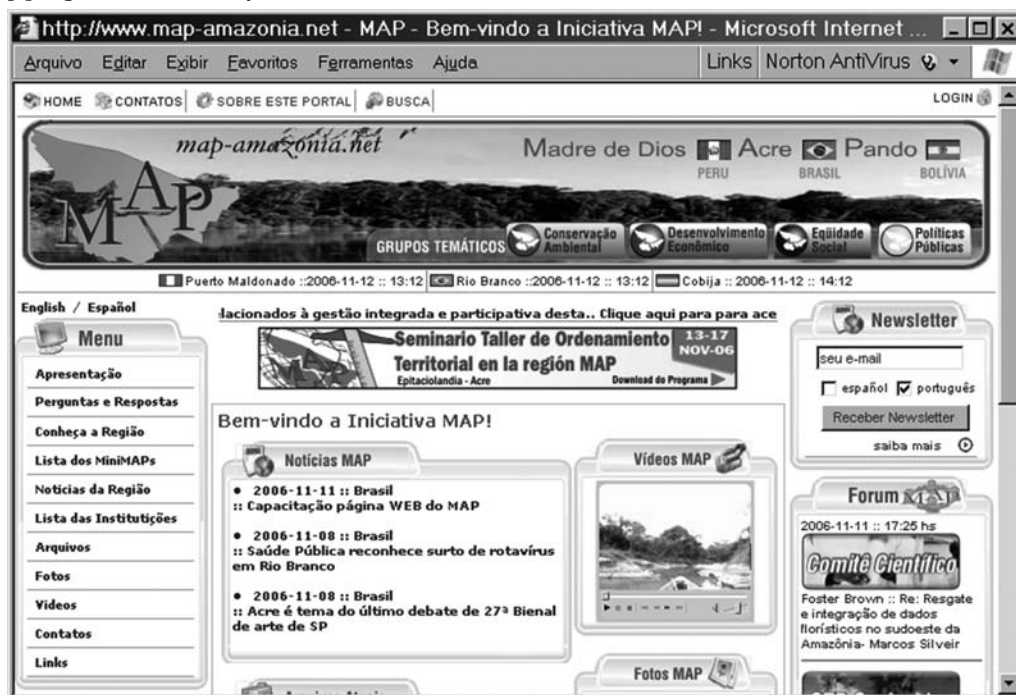 http://www.map-amazonia.net - MAP - Bem-vindo a Iniciativa MAP! - Microsoft Internet ...
Arquivo Editar Exibir Favoritos Ferramentas Ajuda Links Norton AntiVirus
HOME CONTATOS SOBRE ESTE PORTAL BUSCA LOGIN
map-amazonia.net
Madre de Dios Acre Pando
PERU BRASIL BOLÍVIA
MAP
GRUPOS TEMÁTICOS Conservação Ambiental Desenvolvimento Econômico Eqüidade Social Políticas Públicas
Puerto Maldonado ::2006-11-12 :: 13:12 Rio Branco ::2006-11-12 :: 13:12 Cobija :: 2006-11-12 :: 14:12
English / Español
Menu
Apresentação
Perguntas e Respostas
Conheça a Região
Lista dos MiniMAPs
Notícias da Região
Lista das Institutições
Arquivos
Fotos
Videos
Contatos
Links
lacionados à gestão integrada e participativa desta.. Clique aqui para para ace
Seminario Taller de Ordenamiento
Territorial en la región MAP
Epitaciolandia - Acre
13-17
NOV-06
Download do Programa
Bem-vindo a Iniciativa MAP!
Notícias MAP
• 2006-11-11 :: Brasil
:: Capacitação página WEB do MAP
• 2006-11-08 :: Brasil
:: Saúde Pública reconhece surto de rotavírus
em Rio Branco
• 2006-11-08 :: Brasil
:: Acre é tema do último debate de 27ª Bienal
de arte de SP
Vídeos MAP
Fotos MAP
Newsletter
seu e-mail
español português
Receber Newsletter
saiba mais
Forum MAP
2006-11-11 :: 17:25 hs
Comitê Científico
Foster Brown :: Re: Resgate
e integração de dados
florísticos no sudoeste da
Amazônia- Marcos Silveir